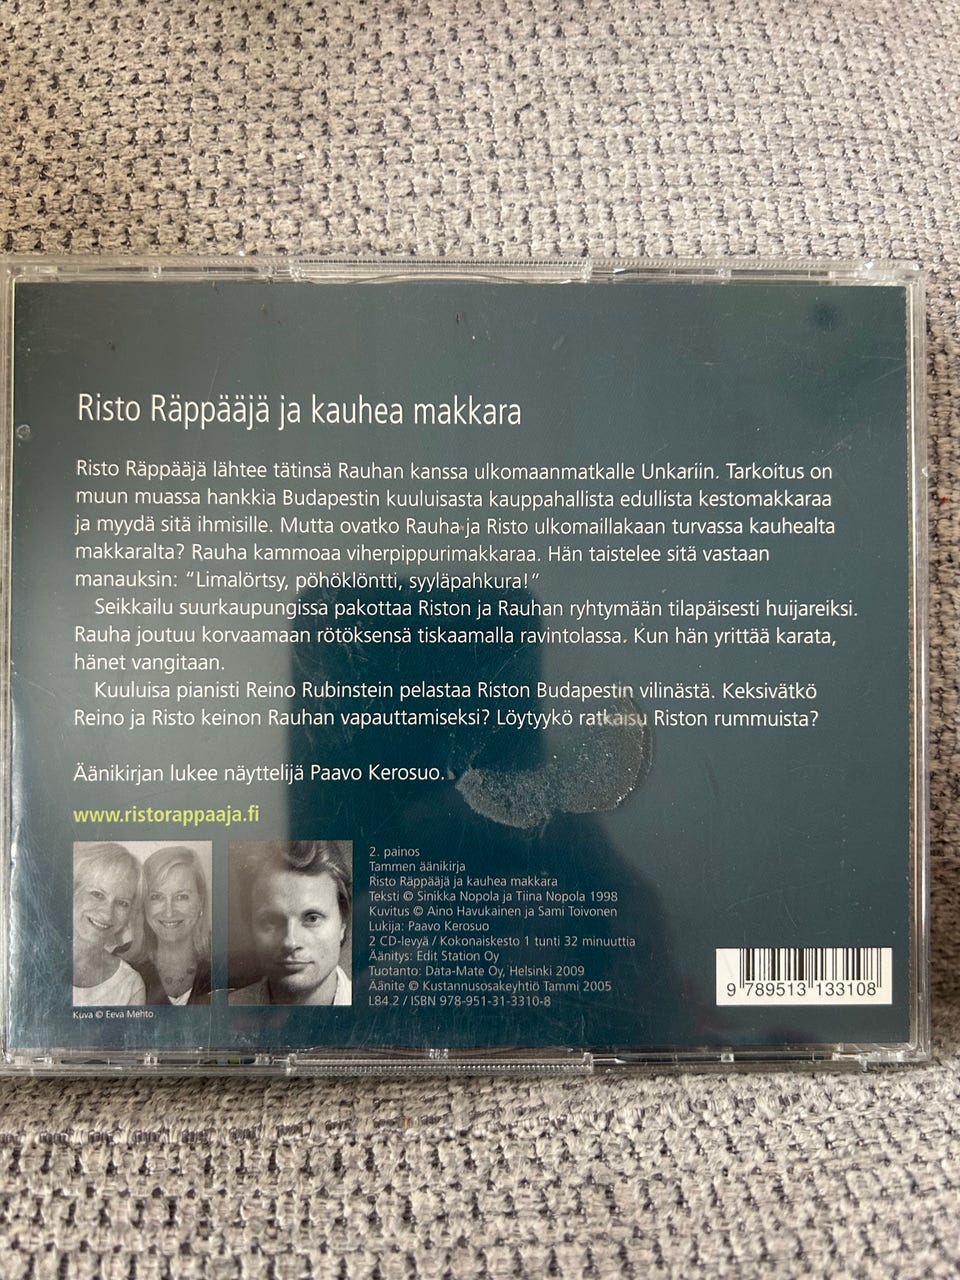 Risto Räppääjä ja kauhea makkara
Risto Räppääjä lähtee tätinsä Rauhan kanssa ulkomaanmatkalle Unkariin. Tarkoitus on
muun muassa hankkia Budapestin kuuluisasta kauppahallista edullista kestomakkaraa
ja myydä sitä ihmisille. Mutta ovatko Rauha ja Risto ulkomaillakaan turvassa kauhealta
makkaralta? Rauha kammoaa viherpippurimakkaraa. Hän taistelee sitä vastaan
manauksin: ”Limalörtsy, pöhöklöntti, syyläpahkura!”
Seikkailu suurkaupungissa pakottaa Riston ja Rauhan ryhtymään tilapäisesti huijareiksi.
Rauha joutuu korvaamaan rötöksensä tiskaamalla ravintolassa. Kun hän yrittää karata,
hänet vangitaan.
Kuuluisa pianisti Reino Rubinstein pelastaa Riston Budapestin vilinästä. Keksivätkö
Reino ja Risto keinon Rauhan vapauttamiseksi? Löytyykö ratkaisu Riston rummuista?
Äänikirjan lukee näyttelijä Paavo Kerosuo.
www.ristorappaaja.fi
2. painos
Tammen äänikirja
Risto Räppääjä ja kauhea makkara
Teksti © Sinikka Nopola ja Tiina Nopola 1998
Kuvitus © Aino Havukainen ja Sami Toivonen
Lukija: Paavo Kerosuo
2 CD-levyä / Kokonaiskesto 1 tunti 32 minuuttia
Äänitys: Edit Station Oy
Tuotanto: Data-Mate Oy, Helsinki 2009
Äänite © Kustannusosakeyhtiö Tammi 2005
L84.2 / ISBN 978-951-31-3310-8
Kuva © Eeva Mehto
9 789513 133108